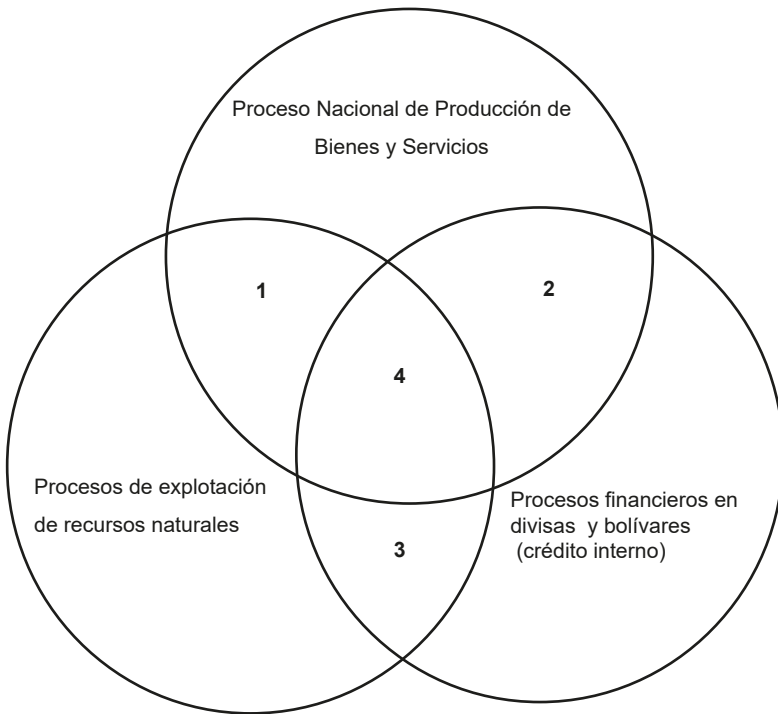 Proceso Nacional de Producción de
Bienes y Servicios
1
2
4
Procesos de explotación
de recursos naturales
Procesos financieros en
divisas y bolívares
(crédito interno)
3